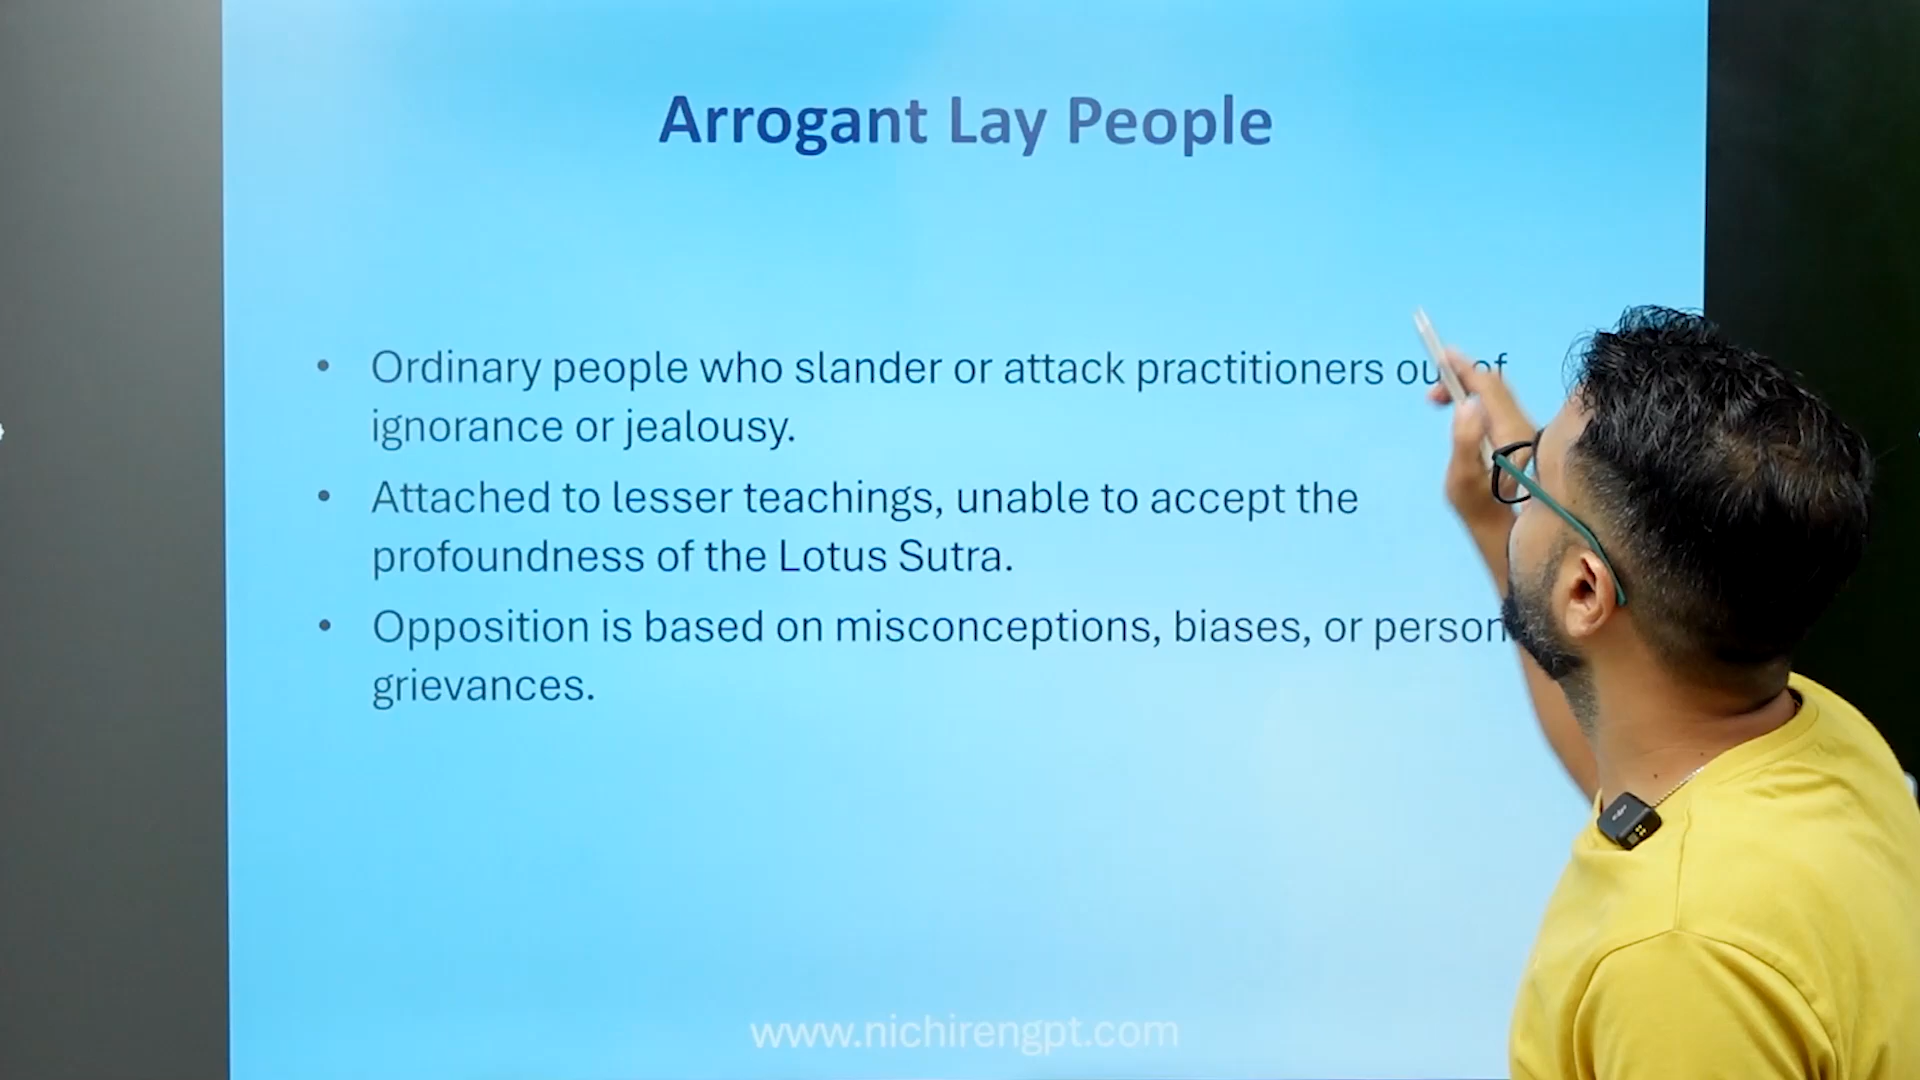 Arrogant Lay People
• Ordinary people who slander or attack practitioners of
ignorance or jealousy.
• Attached to lesser teachings, unable to accept the
profoundness of the Lotus Sutra.
• Opposition is based on misconceptions, biases, or
grievances.
www.nichirengpt.com